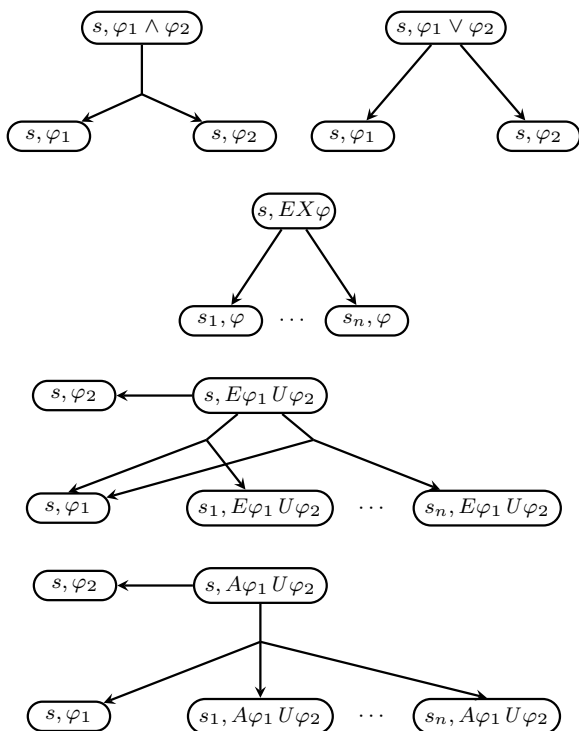 s, φ₁ ∧ φ₂ s, φ₁ ∨ φ₂
s, φ₁ s, φ₂ s, φ₁ s, φ₂
s, EXφ
s₁, φ ··· sₙ, φ
s, φ₂ s, Eφ₁ U φ₂
s, φ₁ s₁, Eφ₁ U φ₂ ··· sₙ, Eφ₁ U φ₂
s, φ₂ s, Aφ₁ U φ₂
s, φ₁ s₁, Aφ₁ U φ₂ ··· sₙ, Aφ₁ U φ₂